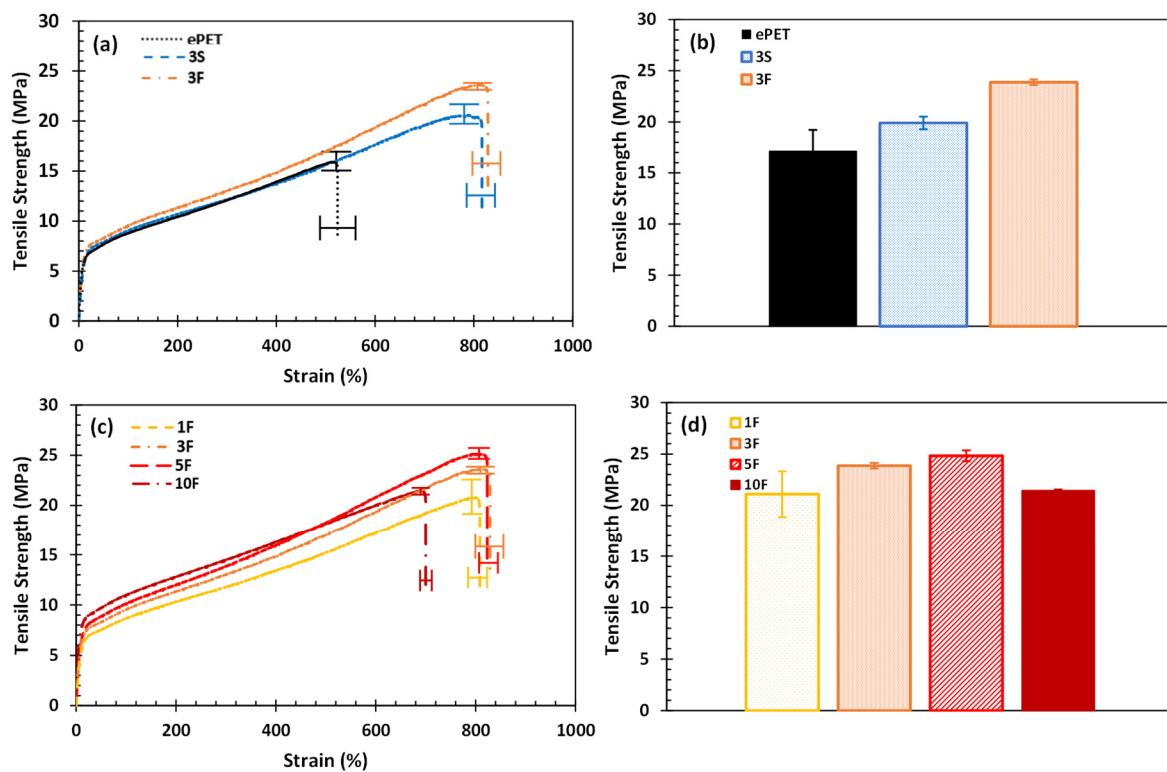 (a)
ePET
3S
3F
Tensile Strength (MPa)
30
25
20
15
10
5
0
0 200 400 600 800 1000
Strain (%)
(b)
ePET
3S
3F
Tensile Strength (MPa)
30
25
20
15
10
5
0
(c)
1F
3F
5F
10F
Tensile Strength (MPa)
30
25
20
15
10
5
0
0 200 400 600 800 1000
Strain (%)
(d)
1F
3F
5F
10F
Tensile Strength (MPa)
30
25
20
15
10
5
0